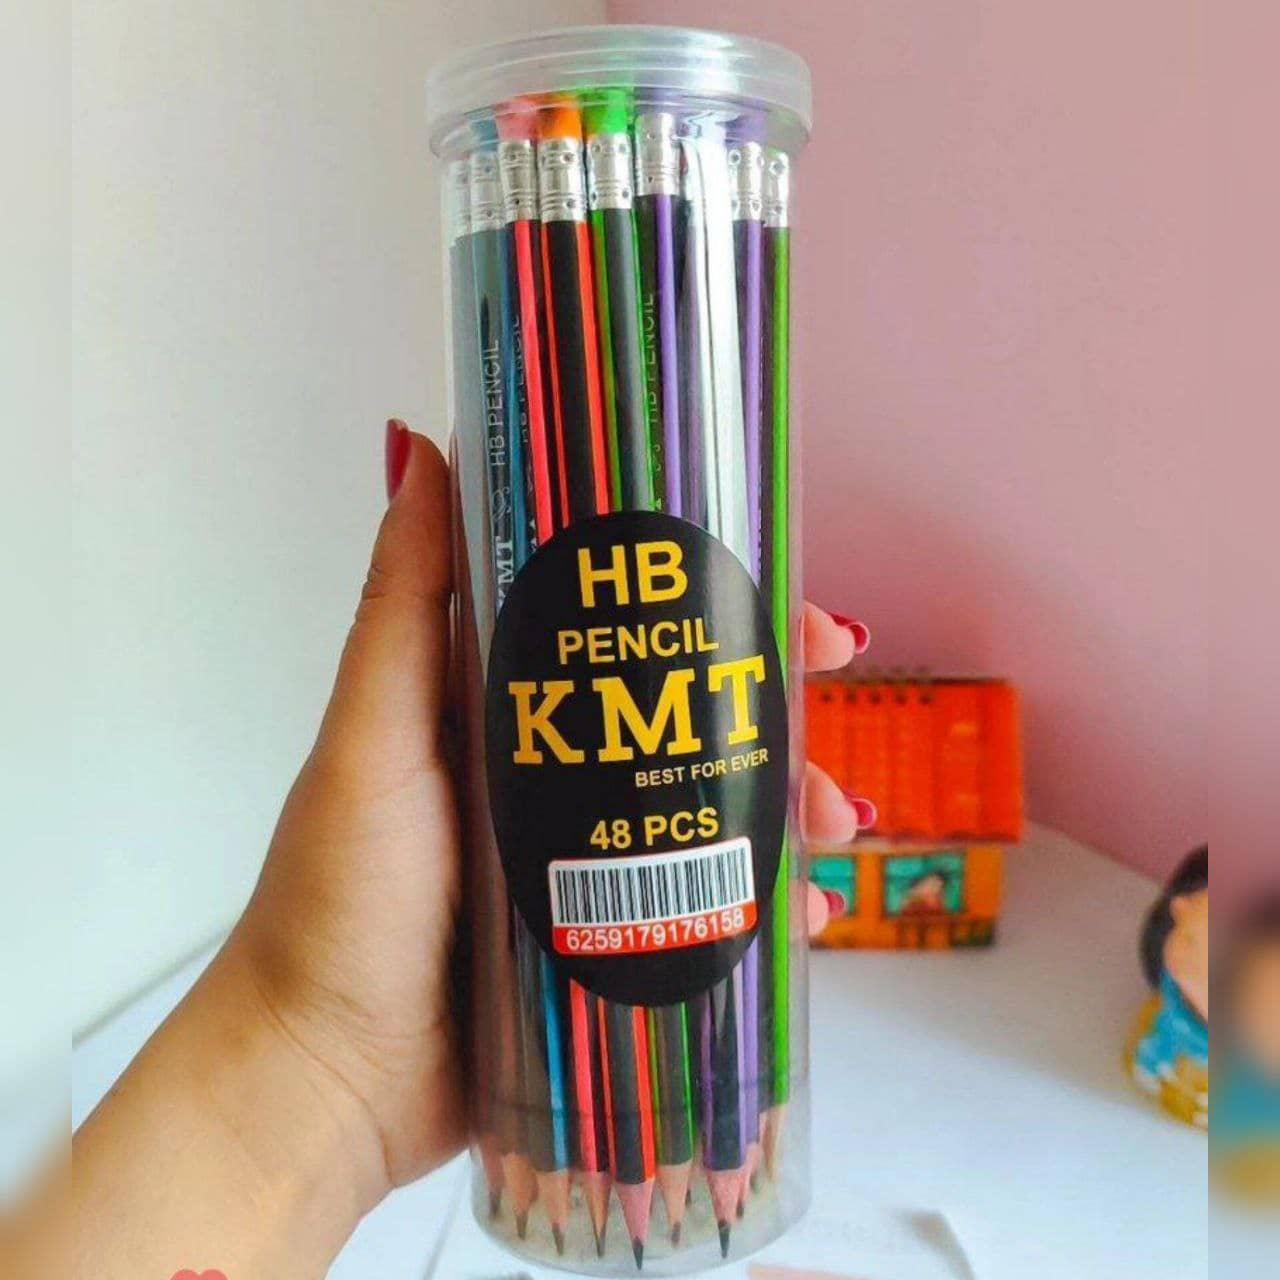 HB PENCIL
HB PENCIL
HB PENCIL
KMT
HB
PENCIL
KMT
BEST FOR EVER
48 PCS
6259179176158